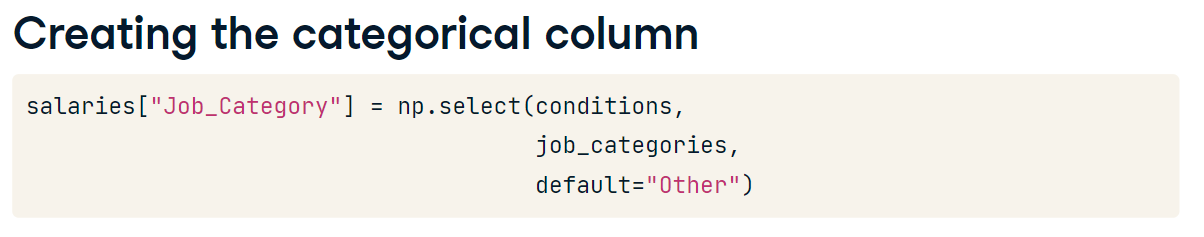 Creating the categorical column
salaries["Job_Category"] = np.select(conditions,
job_categories,
default="Other")